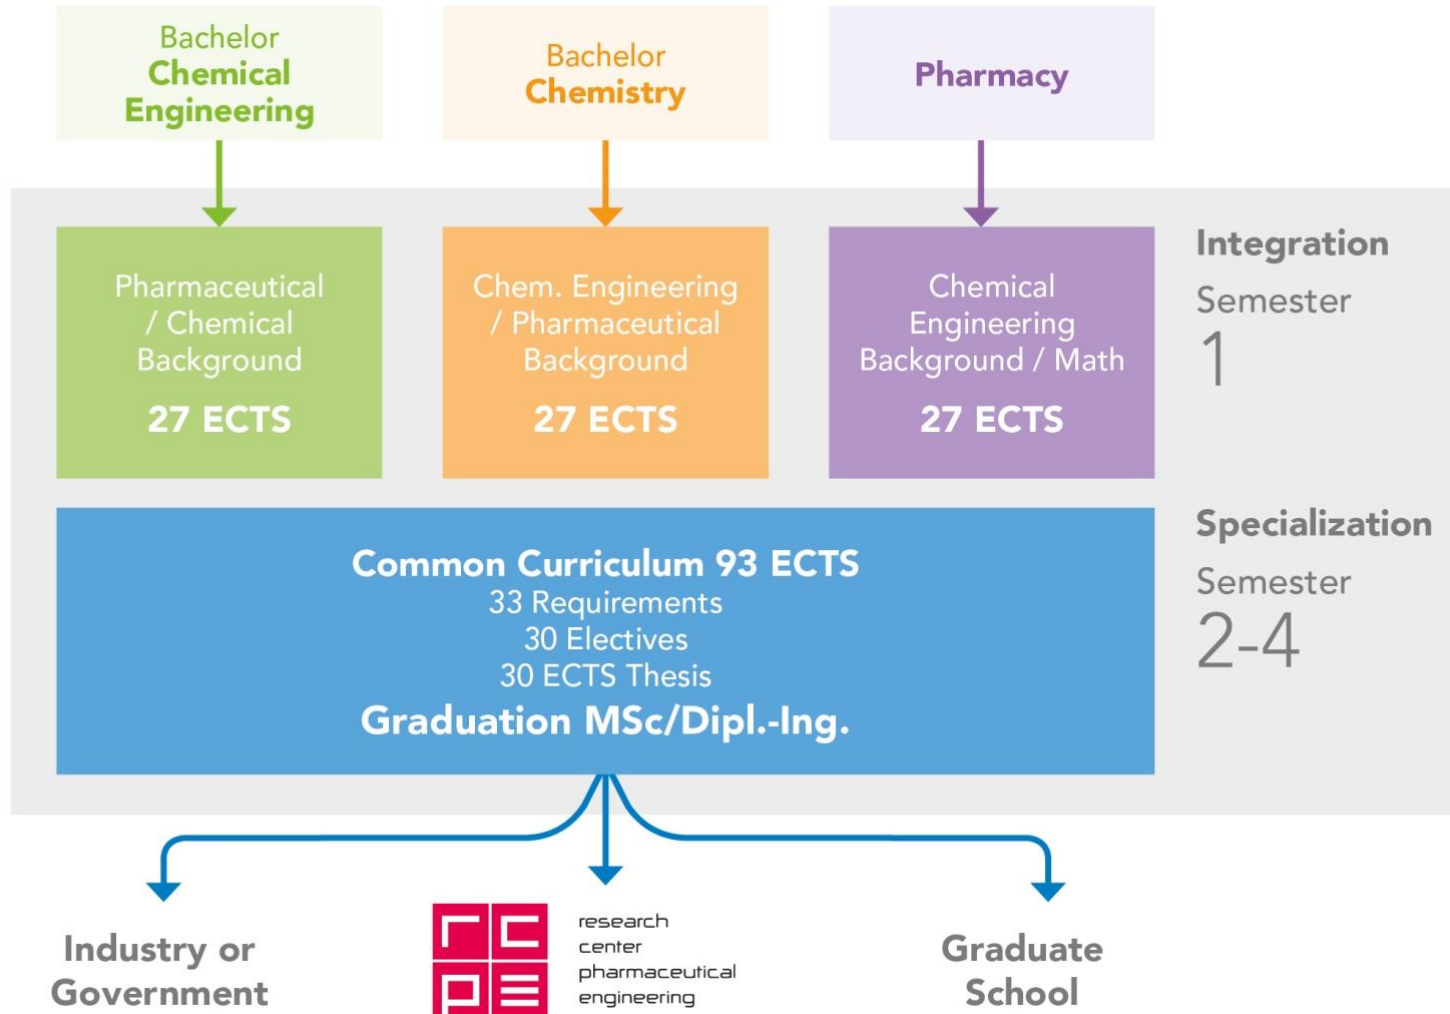 Bachelor
Chemical
Engineering
Bachelor
Chemistry
Pharmacy
Pharmaceutical
/ Chemical
Background
27 ECTS
Chem. Engineering
/ Pharmaceutical
Background
27 ECTS
Chemical
Engineering
Background / Math
27 ECTS
Integration
Semester
1
Common Curriculum 93 ECTS
33 Requirements
30 Electives
30 ECTS Thesis
Graduation MSc/Dipl.-Ing.
Specialization
Semester
2-4
Industry or
Government
rc
pe
research
center
pharmaceutical
engineering
Graduate
School